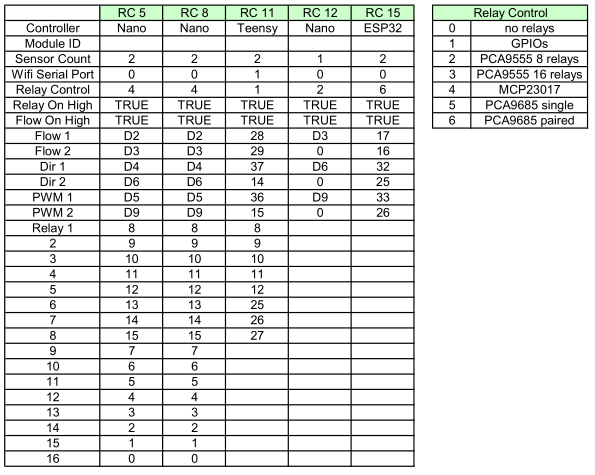 RC 5 RC 8 RC 11 RC 12 RC 15
Controller Nano Nano Teensy Nano ESP32
Module ID
Sensor Count 2 2 2 1 2
Wifi Serial Port 0 0 1 0 0
Relay Control 4 4 1 2 6
Relay On High TRUE TRUE TRUE TRUE TRUE
Flow On High TRUE TRUE TRUE TRUE TRUE
Flow 1 D2 D2 28 D3 17
Flow 2 D3 D3 29 0 16
Dir 1 D4 D4 37 D6 32
Dir 2 D6 D6 14 0 25
PWM 1 D5 D5 36 D9 33
PWM 2 D9 D9 15 0 26
Relay 1 8 8 8
2 9 9 9
3 10 10 10
4 11 11 11
5 12 12 12
6 13 13 25
7 14 14 26
8 15 15 27
9 7 7
10 6 6
11 5 5
12 4 4
13 3 3
14 2 2
15 1 1
16 0 0
Relay Control
0 no relays
1 GPIOs
2 PCA9555 8 relays
3 PCA9555 16 relays
4 MCP23017
5 PCA9685 single
6 PCA9685 paired